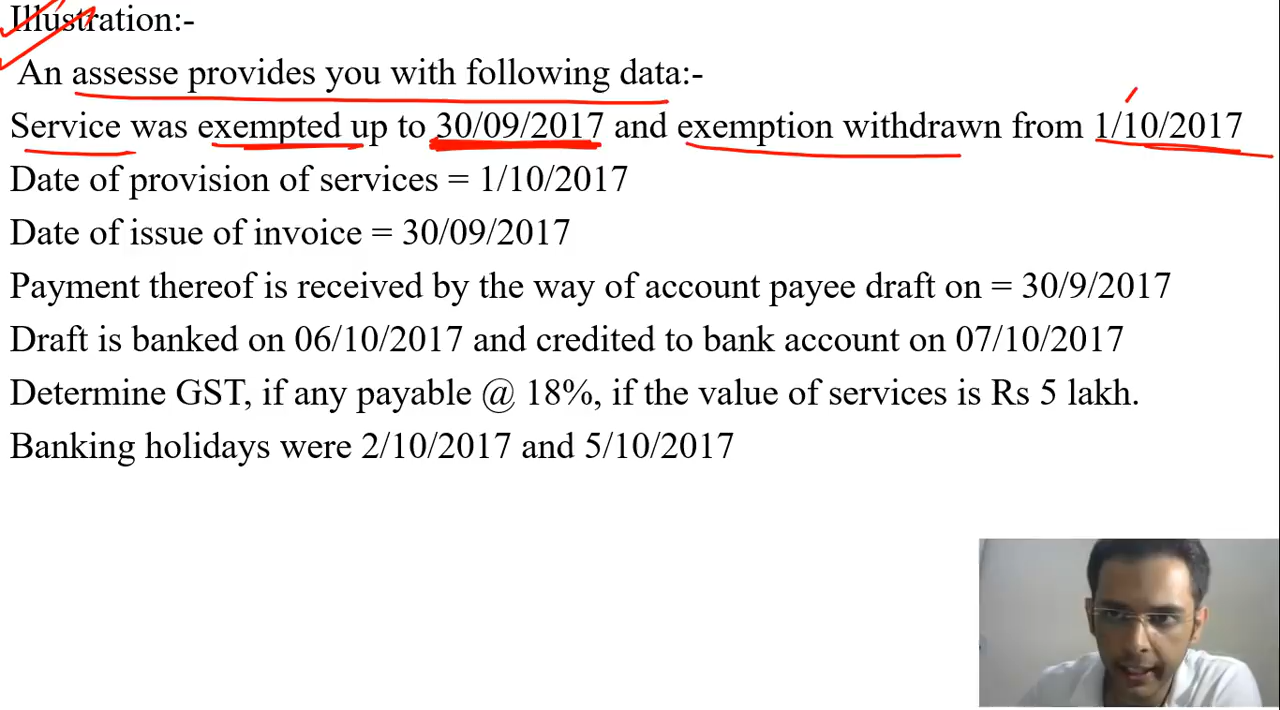 Illustration:-
An assesse provides you with following data:-
Service was exempted up to 30/09/2017 and exemption withdrawn from 1/10/2017
Date of provision of services = 1/10/2017
Date of issue of invoice = 30/09/2017
Payment thereof is received by the way of account payee draft on = 30/9/2017
Draft is banked on 06/10/2017 and credited to bank account on 07/10/2017
Determine GST, if any payable @ 18%, if the value of services is Rs 5 lakh.
Banking holidays were 2/10/2017 and 5/10/2017